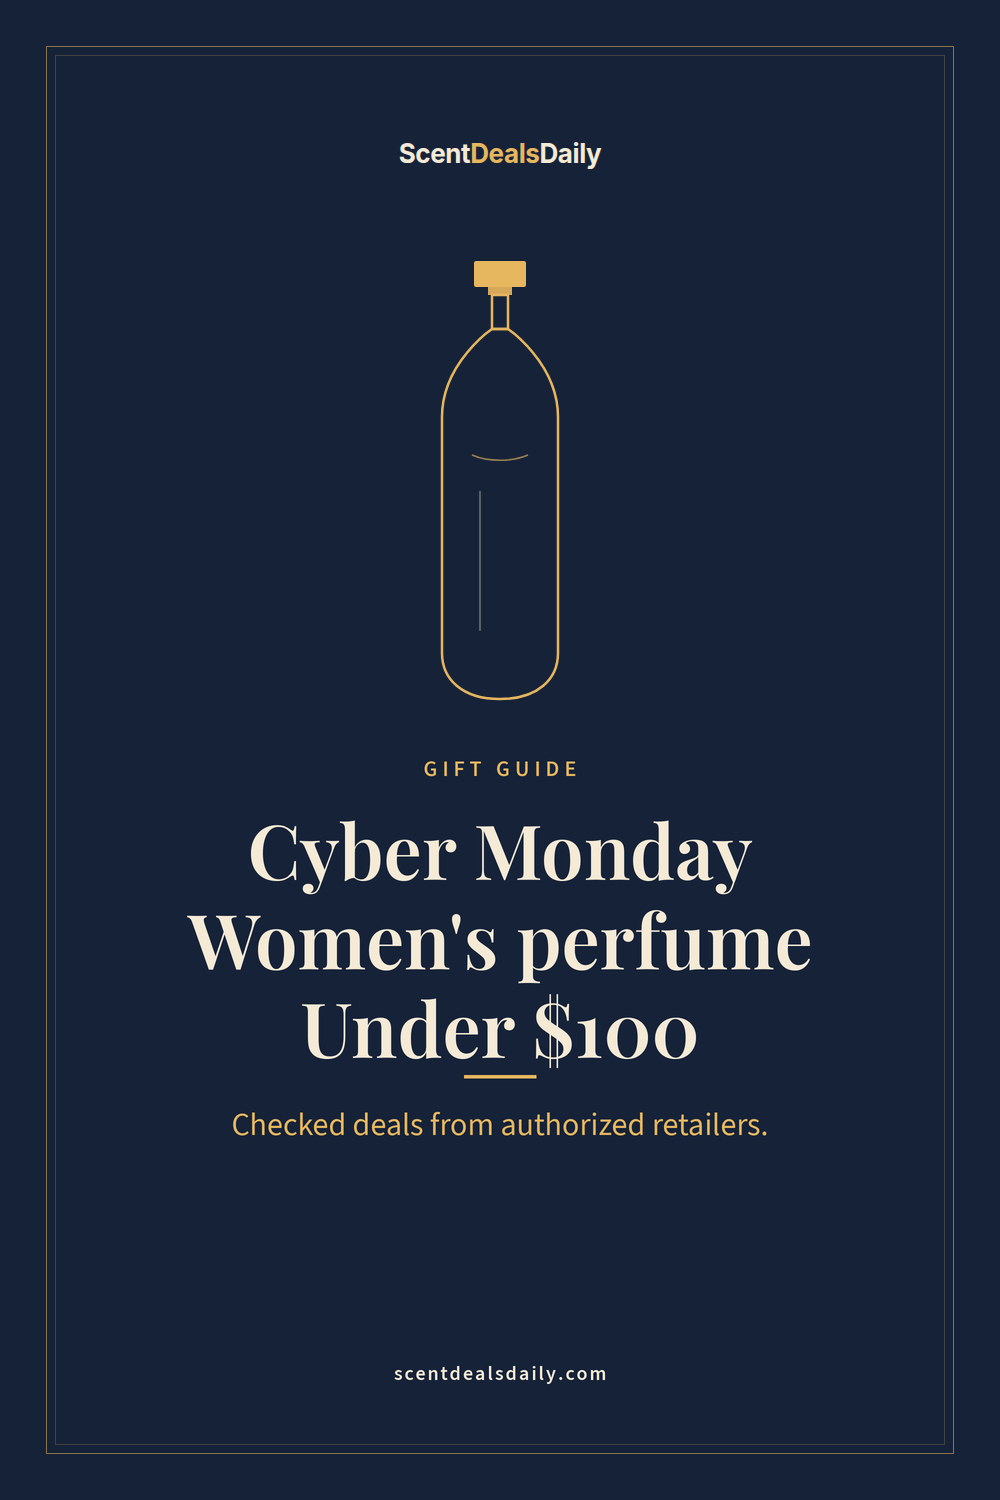 ScentDealsDaily
GIFT GUIDE
Cyber Monday
Women's perfume
Under $100
Checked deals from authorized retailers.
scentdealsdaily.com